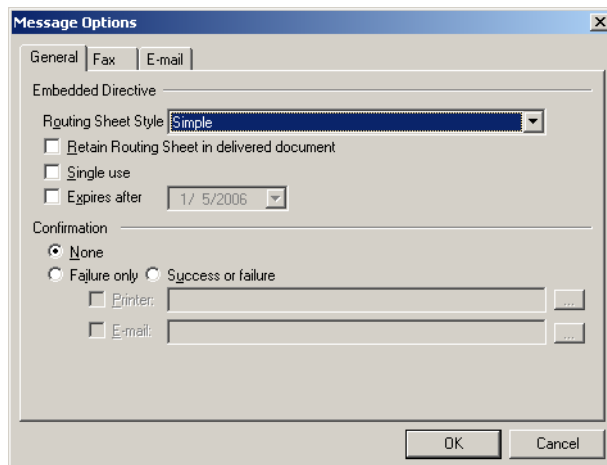 Message Options
General Fax E-mail
Embedded Directive
Routing Sheet Style Simple
Retain Routing Sheet in delivered document
Single use
Expires after 1/ 5/2006
Confirmation
None
Failure only Success or failure
Printer: ...
E-mail: ...
OK Cancel